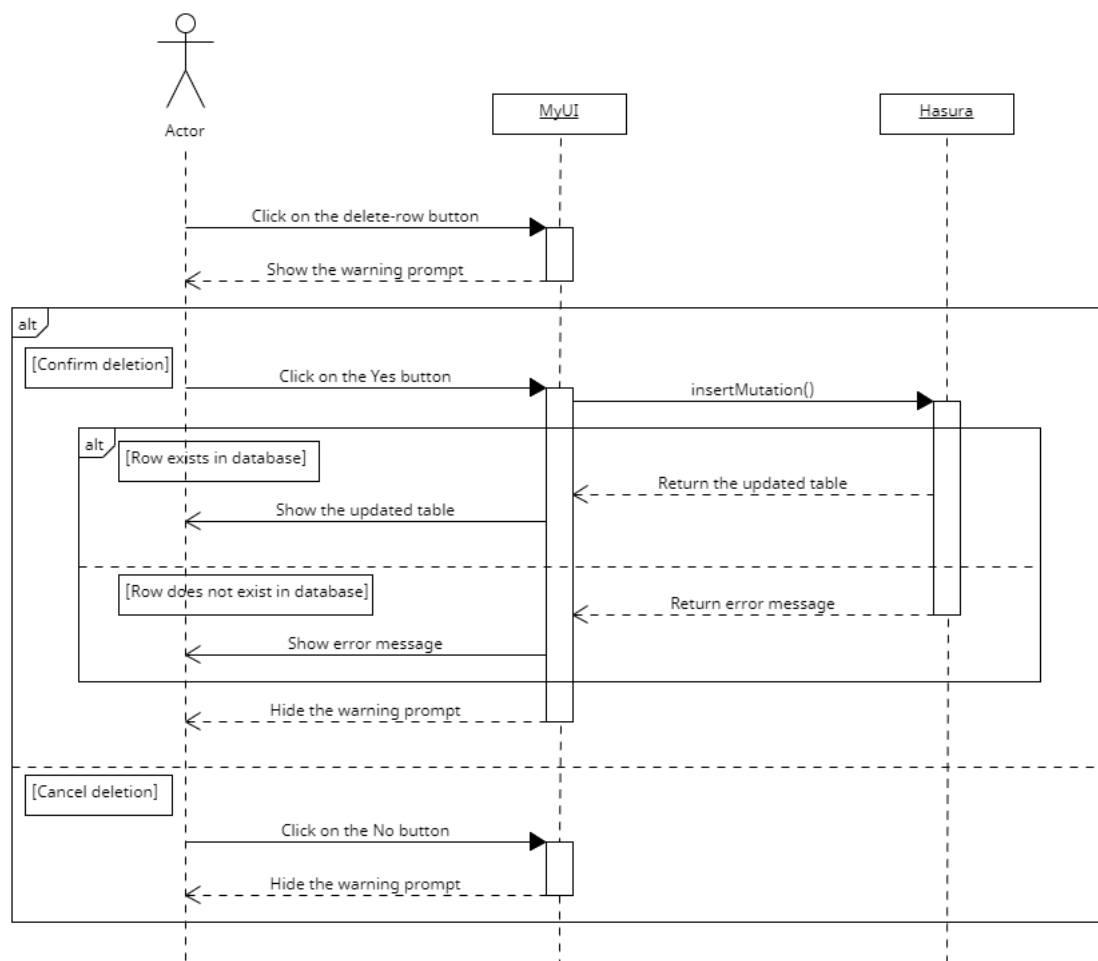 Actor
MyUI
Hasura
Click on the delete-row button
Show the warning prompt
alt
[Confirm deletion]
Click on the Yes button
insertMutation()
alt
[Row exists in database]
Return the updated table
Show the updated table
[Row does not exist in database]
Return error message
Show error message
Hide the warning prompt
[Cancel deletion]
Click on the No button
Hide the warning prompt